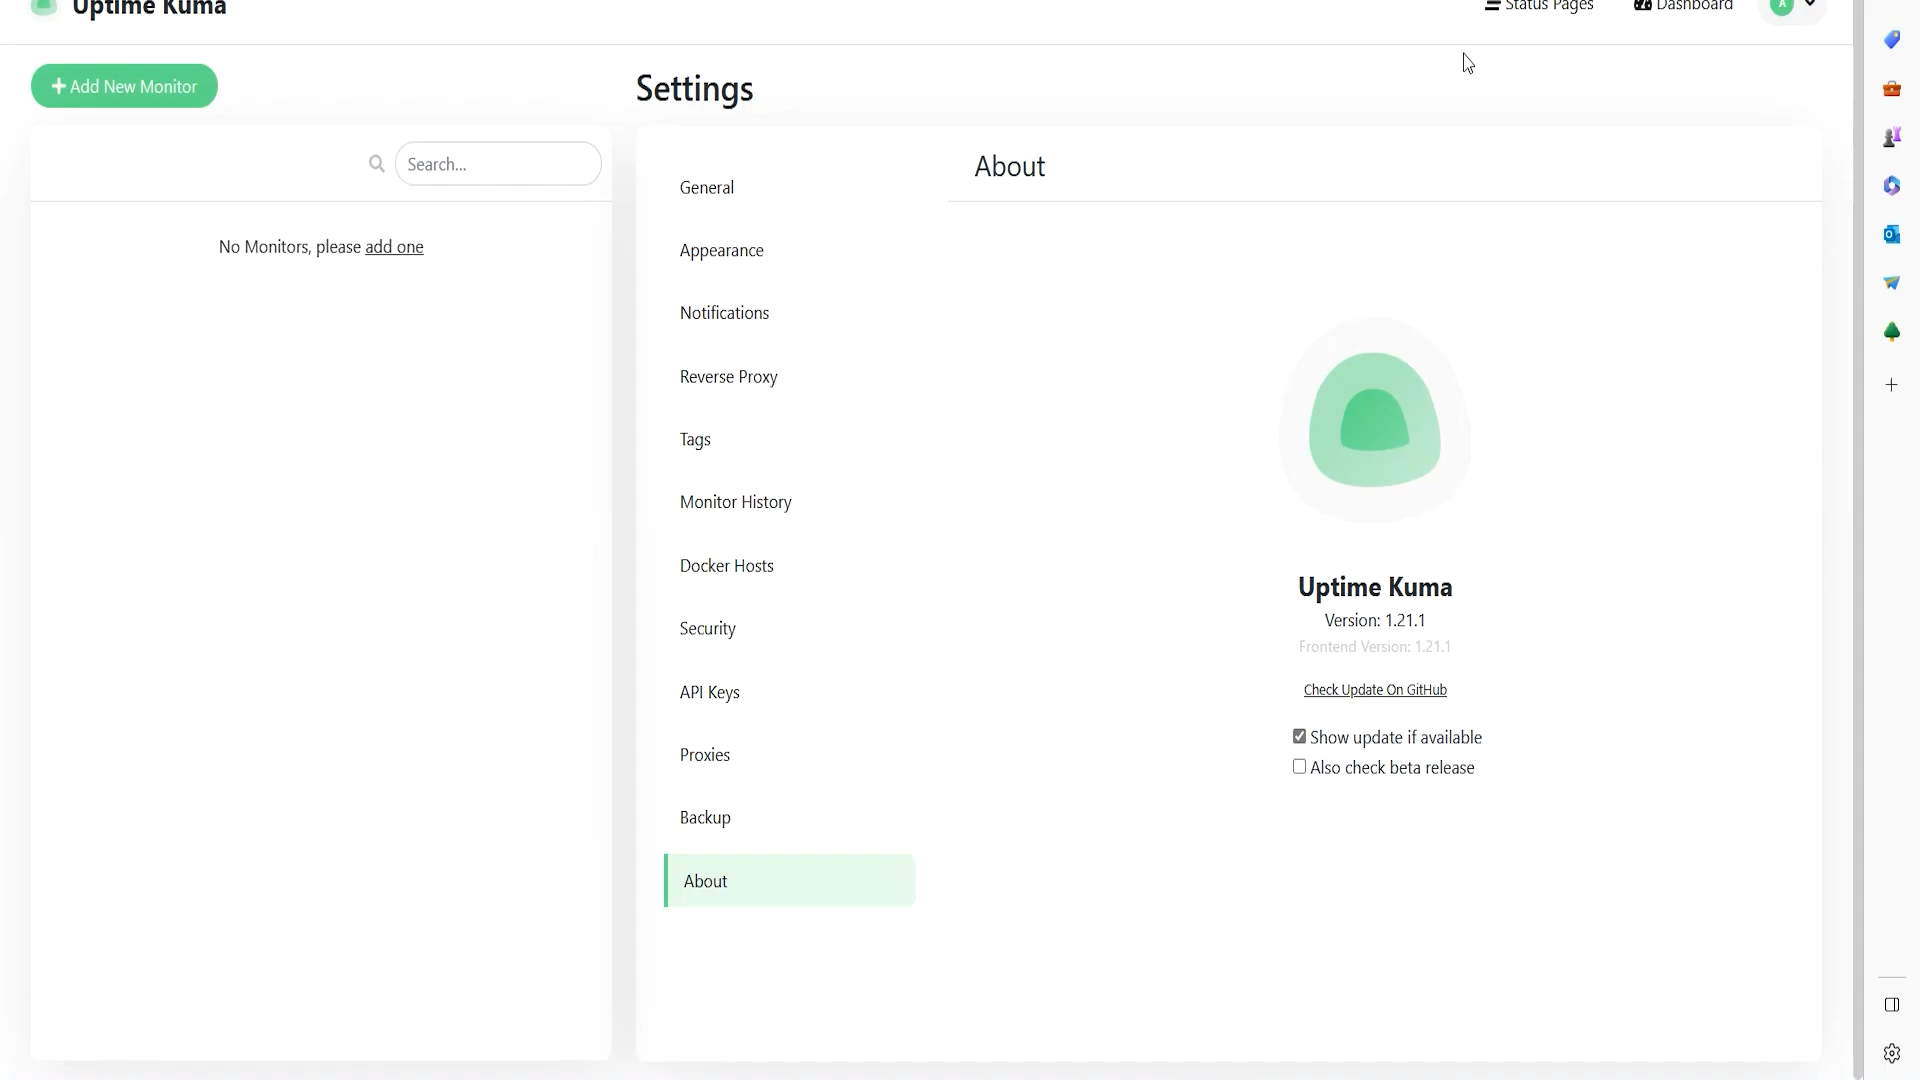 Uptime Kuma
Status Pages
Dashboard
A
Add New Monitor
Settings
Search...
No Monitors, please add one
General
Appearance
Notifications
Reverse Proxy
Tags
Monitor History
Docker Hosts
Security
API Keys
Proxies
Backup
About
About
Uptime Kuma
Version: 1.21.1
Frontend Version: 1.21.1
Check Update On GitHub
Show update if available
Also check beta release